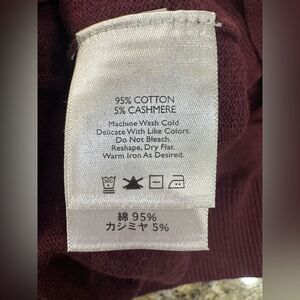 95% COTTON
5% CASHMERE
Machine Wash Cold
Delicate With Like Colors.
Do Not Bleach.
Reshape, Dry Flat.
Warm Iron As Desired.
綿 95%
カシミヤ 5%